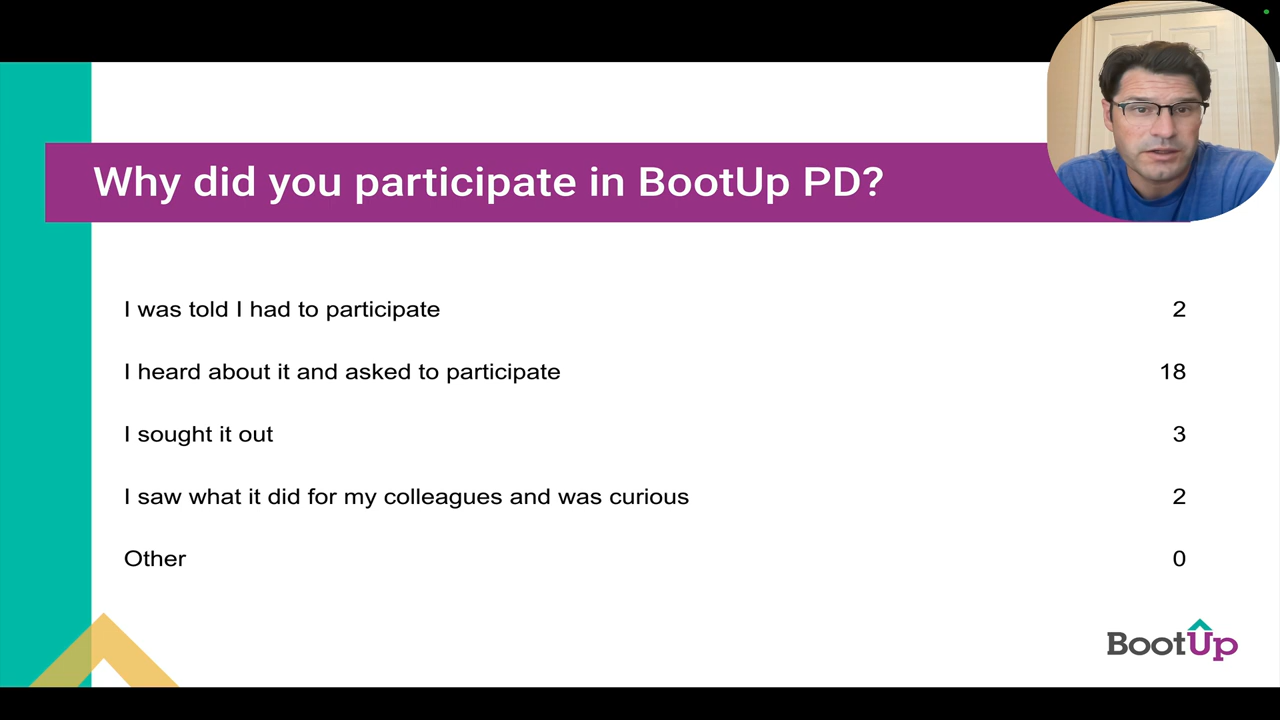 Why did you participate in BootUp PD?
I was told I had to participate 2
I heard about it and asked to participate 18
I sought it out 3
I saw what it did for my colleagues and was curious 2
Other 0
BootUp